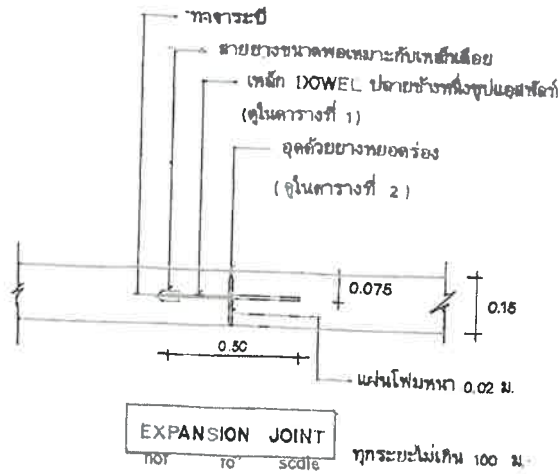 ทาจาระบี
สายยางขนาดพอเหมาะกับเหล็กเดือย
เหล็ก DOWEL ปลายข้างหนึ่งชุบแอสฟัลท์
(ดูในตารางที่ 1)
อุดด้วยยางหยอดร่อง
(ดูในตารางที่ 2)
0.075
0.15
0.50
แผ่นโฟมหนา 0.02 ม.
EXPANSION JOINT
not to scale
ทุกระยะไม่เกิน 100 ม.